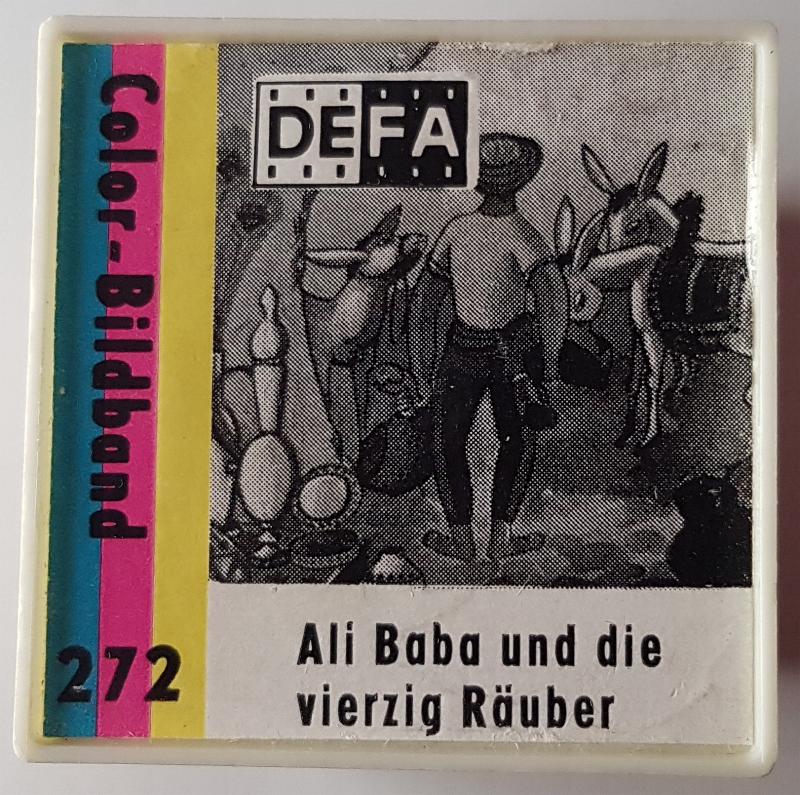 DEFA
Color-Bildband
272
Ali Baba und die
vierzig Räuber